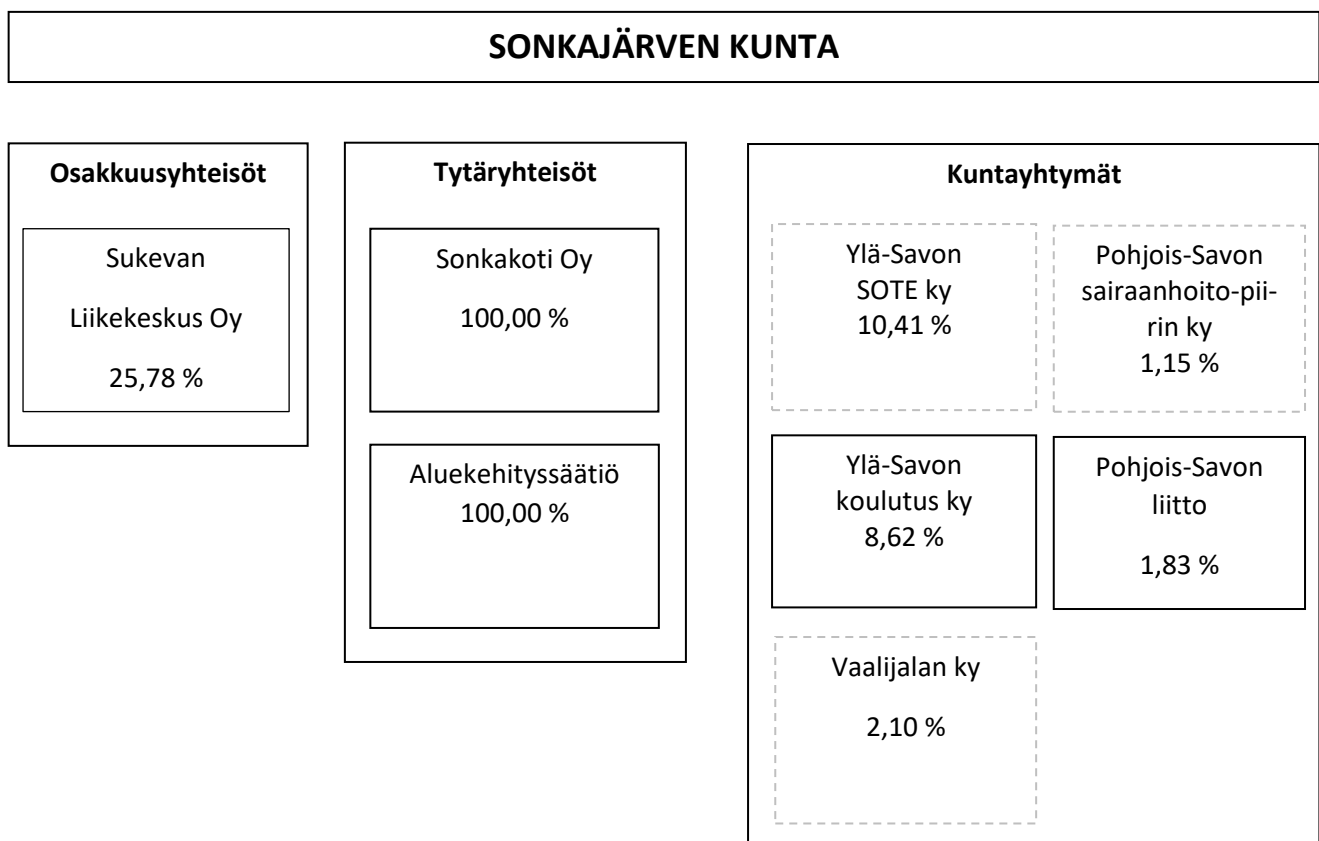 SONKAJÄRVEN KUNTA
Osakkuusyhteisöt
Sukevan
Liikekeskus Oy
25,78 %
Tytäryhteisöt
Sonkakoti Oy
100,00 %
Aluekehityssäätiö
100,00 %
Kuntayhtymät
Ylä-Savon
SOTE ky
10,41 %
Pohjois-Savon
sairaanhoito-pii-
rin ky
1,15 %
Ylä-Savon
koulutus ky
8,62 %
Pohjois-Savon
liitto
1,83 %
Vaalijalan ky
2,10 %